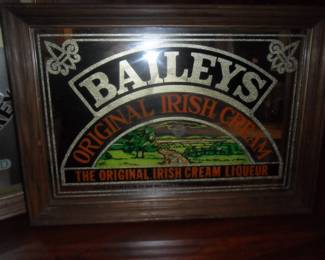 BAILEYS
ORIGINAL IRISH CREAM
THE ORIGINAL IRISH CREAM LIQUEUR